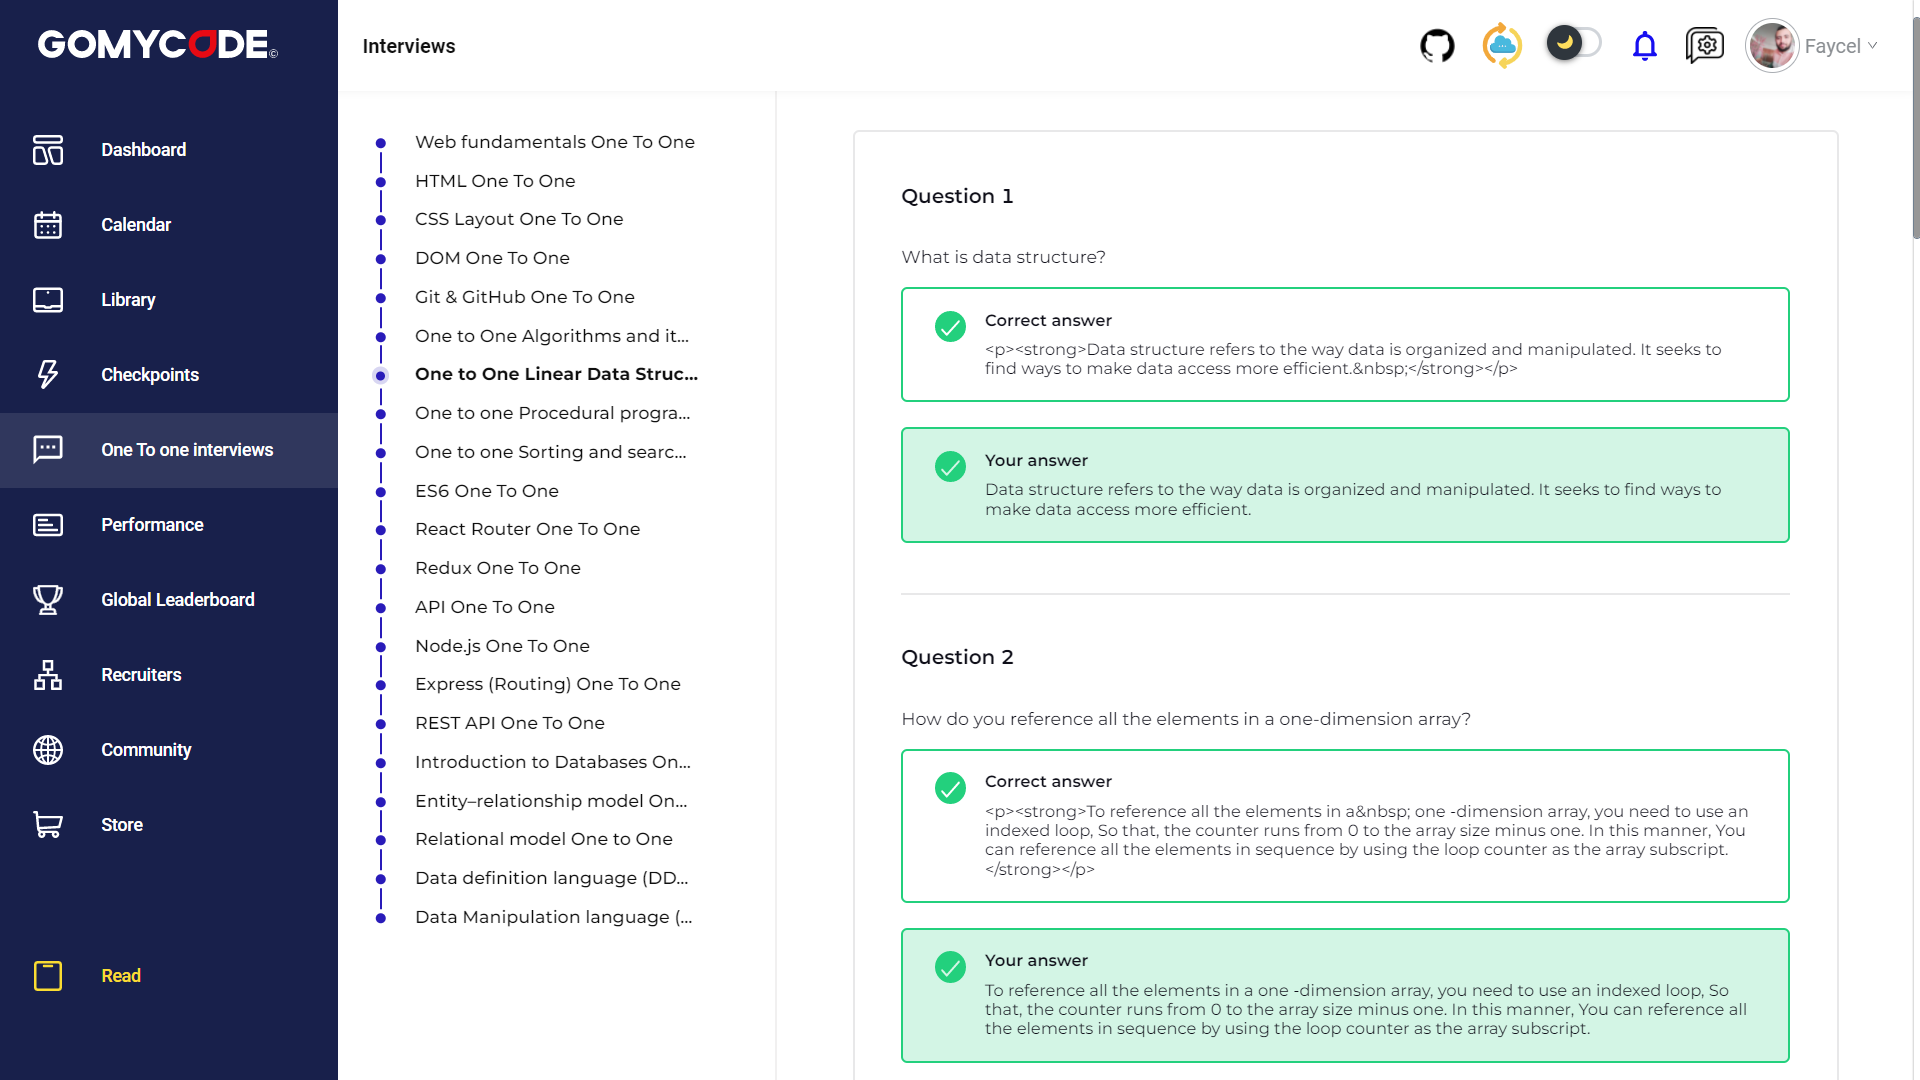 GOMYCODE©
Dashboard
Calendar
Library
Checkpoints
One To one interviews
Performance
Global Leaderboard
Recruiters
Community
Store
Read
Interviews
Faycel
Web fundamentals One To One
HTML One To One
CSS Layout One To One
DOM One To One
Git & GitHub One To One
One to One Algorithms and it...
One to One Linear Data Struc...
One to one Procedural progra...
One to one Sorting and searc...
ES6 One To One
React Router One To One
Redux One To One
API One To One
Node.js One To One
Express (Routing) One To One
REST API One To One
Introduction to Databases On...
Entity–relationship model On...
Relational model One to One
Data definition language (DD...
Data Manipulation language (...
Question 1
What is data structure?
Correct answer
<p><strong>Data structure refers to the way data is organized and manipulated. It seeks to
find ways to make data access more efficient.&nbsp;</strong></p>
Your answer
Data structure refers to the way data is organized and manipulated. It seeks to find ways to
make data access more efficient.
Question 2
How do you reference all the elements in a one-dimension array?
Correct answer
<p><strong>To reference all the elements in a&nbsp; one -dimension array, you need to use an
indexed loop, So that, the counter runs from 0 to the array size minus one. In this manner, You
can reference all the elements in sequence by using the loop counter as the array subscript.
</strong></p>
Your answer
To reference all the elements in a one -dimension array, you need to use an indexed loop, So
that, the counter runs from 0 to the array size minus one. In this manner, You can reference all
the elements in sequence by using the loop counter as the array subscript.